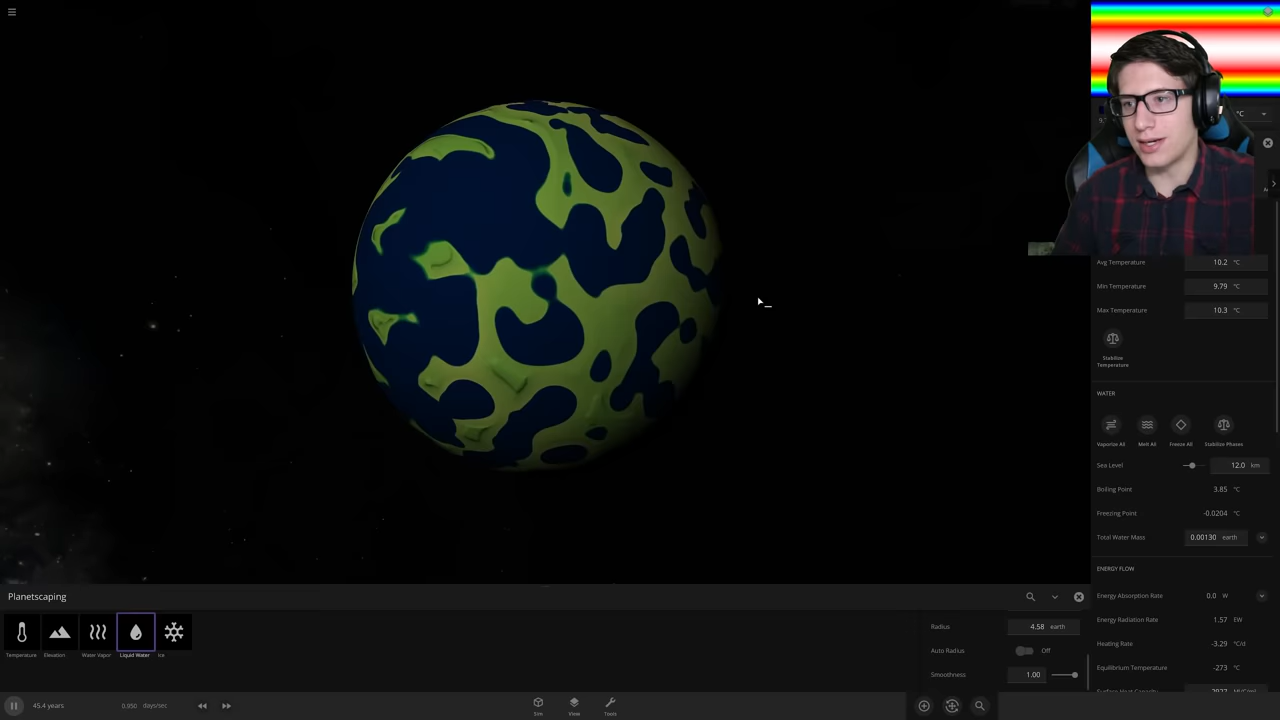 °C
Avg Temperature 10.2 °C
Min Temperature 9.79 °C
Max Temperature 10.3 °C
Stabilize
Temperature
WATER
Vaporize All Melt All Freeze All Stabilize Phases
Sea Level 12.0 km
Boiling Point 3.85 °C
Freezing Point -0.0204 °C
Total Water Mass 0.00130 earth
ENERGY FLOW
Energy Absorption Rate 0.0 W
Energy Radiation Rate 1.57 EW
Heating Rate -3.29 °C/d
Equilibrium Temperature -273 °C
Planetscaping
Temperature Elevation Water Vapor Liquid Water Ice
Radius 4.58 earth
Auto Radius Off
Smoothness 1.00
45.4 years 0.950 days/sec
Sim View Tools